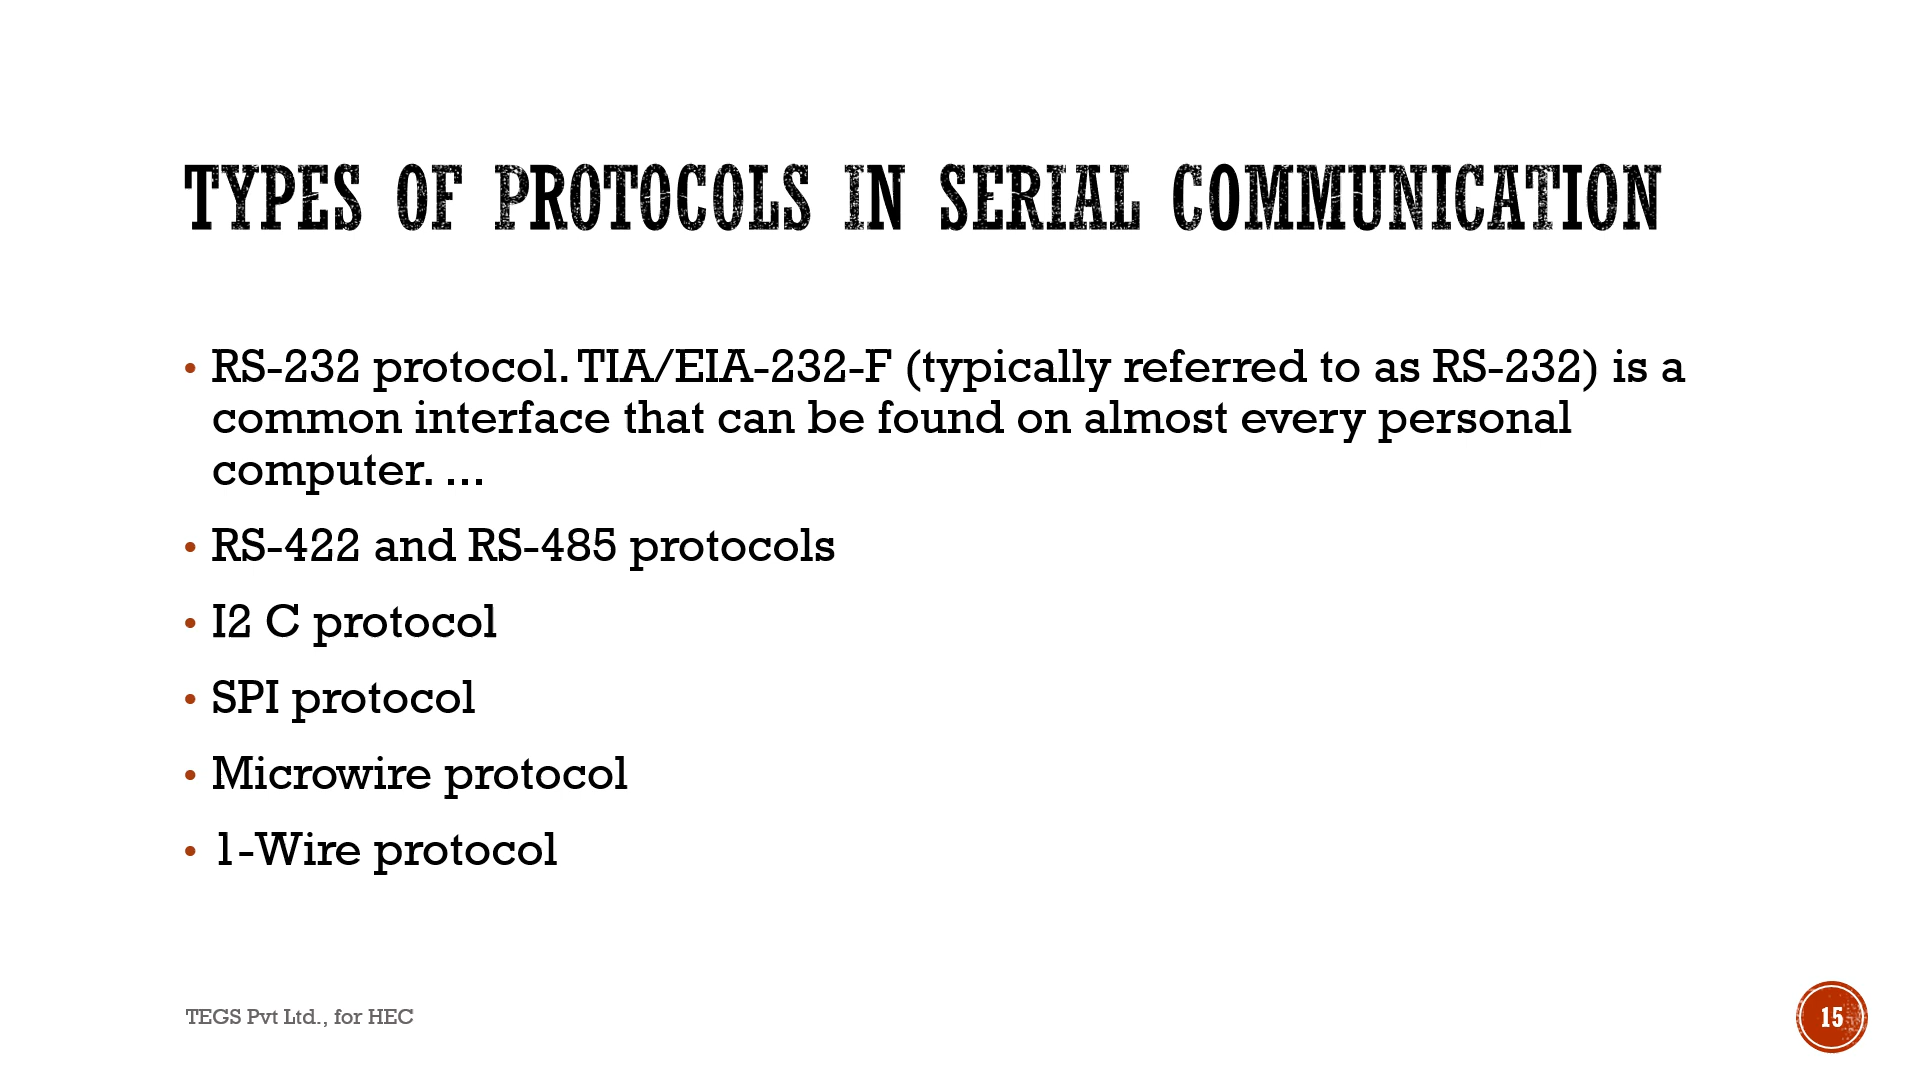 TYPES OF PROTOCOLS IN SERIAL COMMUNICATION
• RS-232 protocol. TIA/EIA-232-F (typically referred to as RS-232) is a
common interface that can be found on almost every personal
computer. ...
• RS-422 and RS-485 protocols
• I2 C protocol
• SPI protocol
• Microwire protocol
• 1-Wire protocol
TEGS Pvt Ltd., for HEC
15